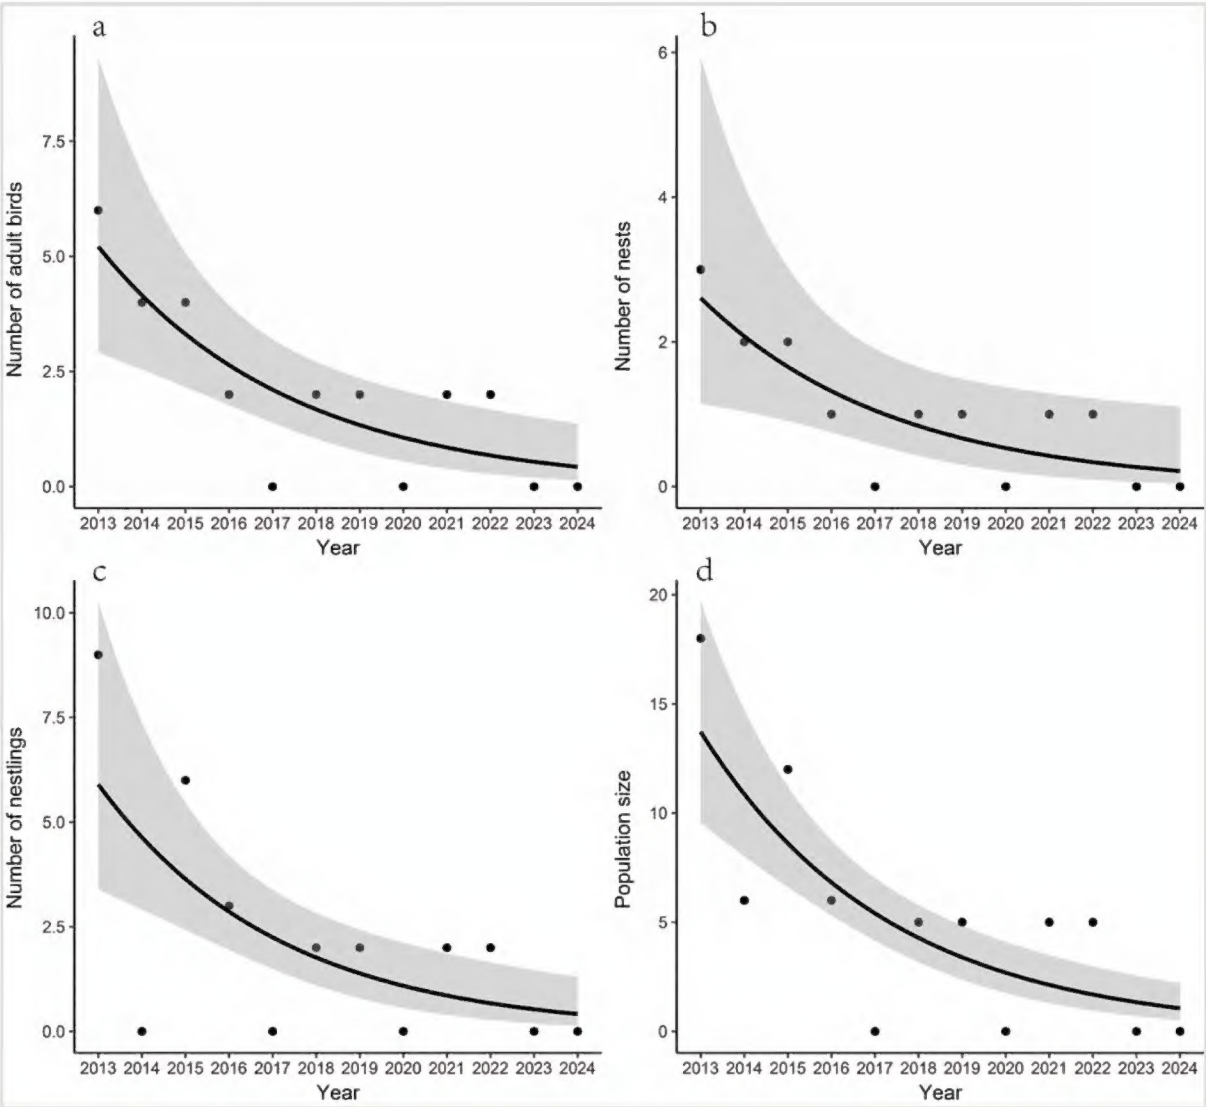 a
Number of adult birds
7.5
5.0
2.5
0.0
2013 2014 2015 2016 2017 2018 2019 2020 2021 2022 2023 2024
Year
b
Number of nests
6
4
2
0
2013 2014 2015 2016 2017 2018 2019 2020 2021 2022 2023 2024
Year
c
Number of nestlings
10.0
7.5
5.0
2.5
0.0
2013 2014 2015 2016 2017 2018 2019 2020 2021 2022 2023 2024
Year
d
Population size
20
15
10
5
0
2013 2014 2015 2016 2017 2018 2019 2020 2021 2022 2023 2024
Year